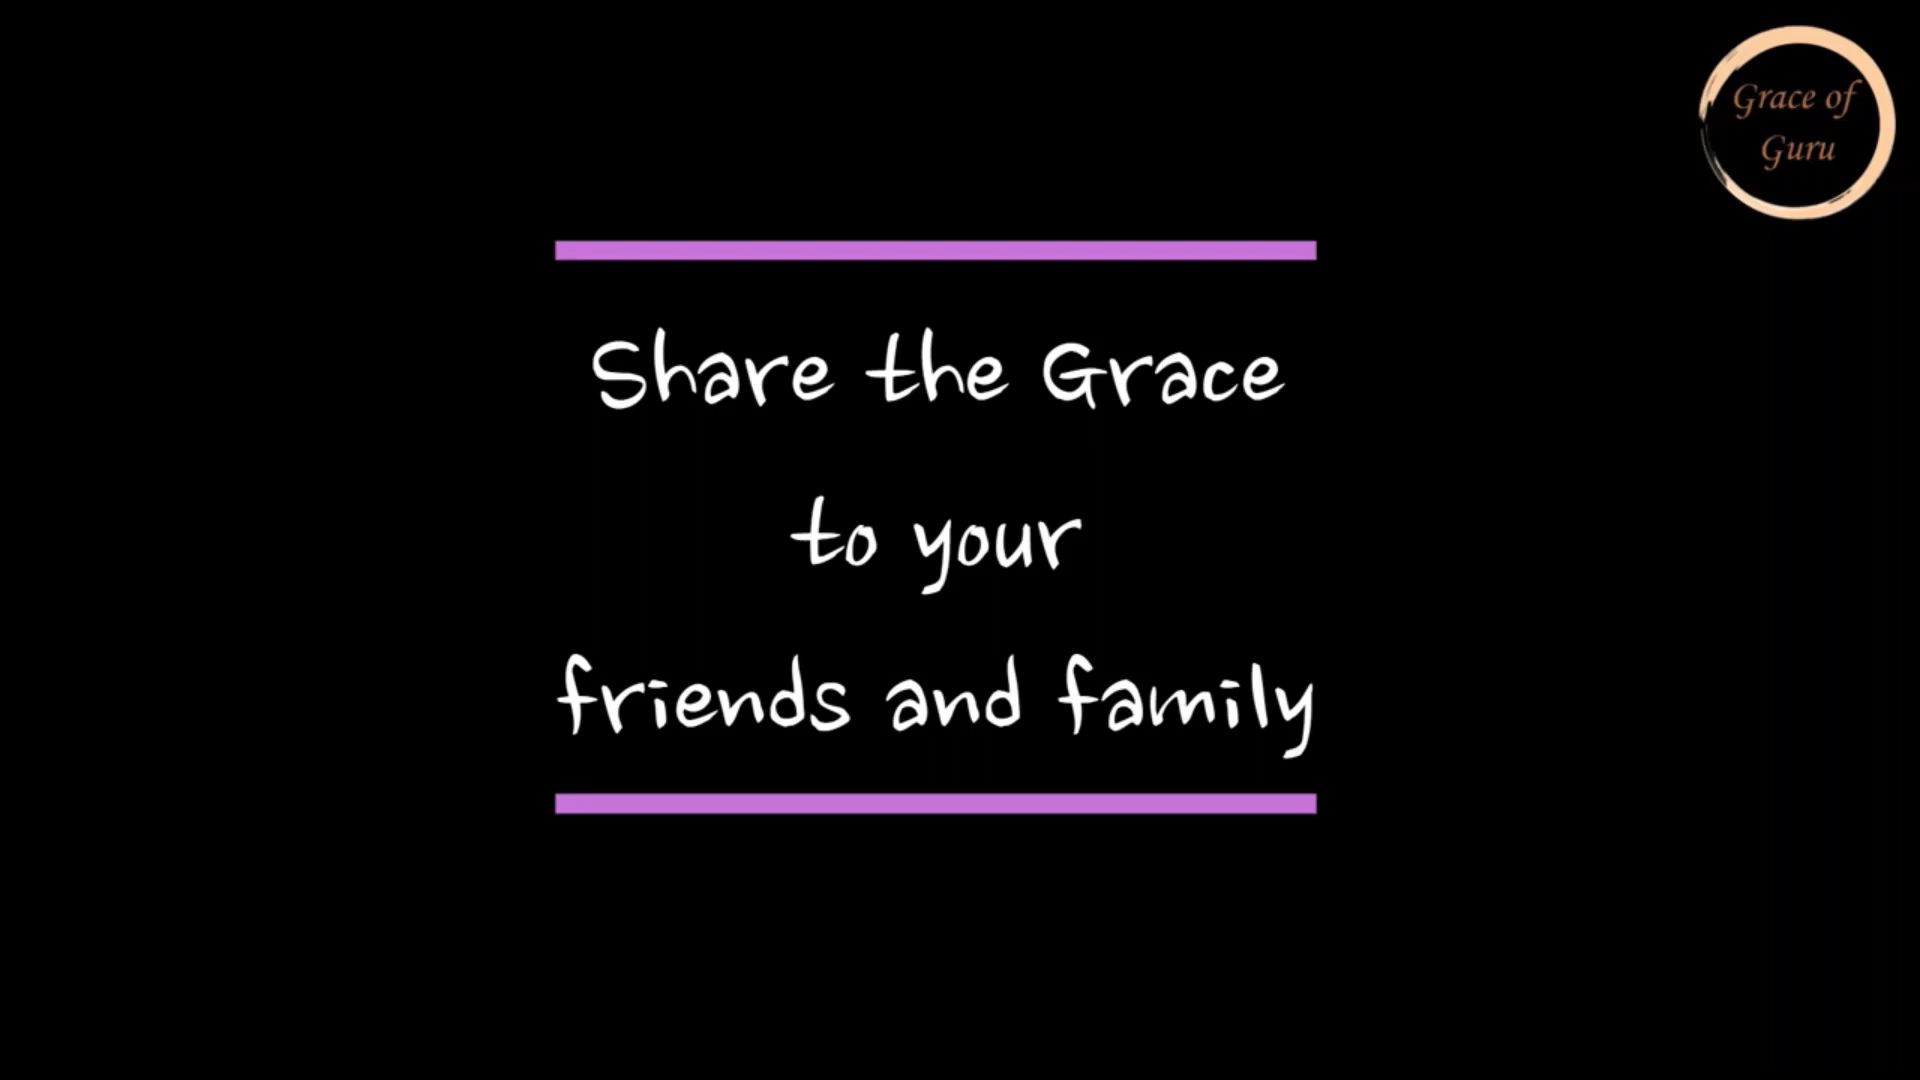 Grace of
Guru
Share the Grace
to your
friends and family